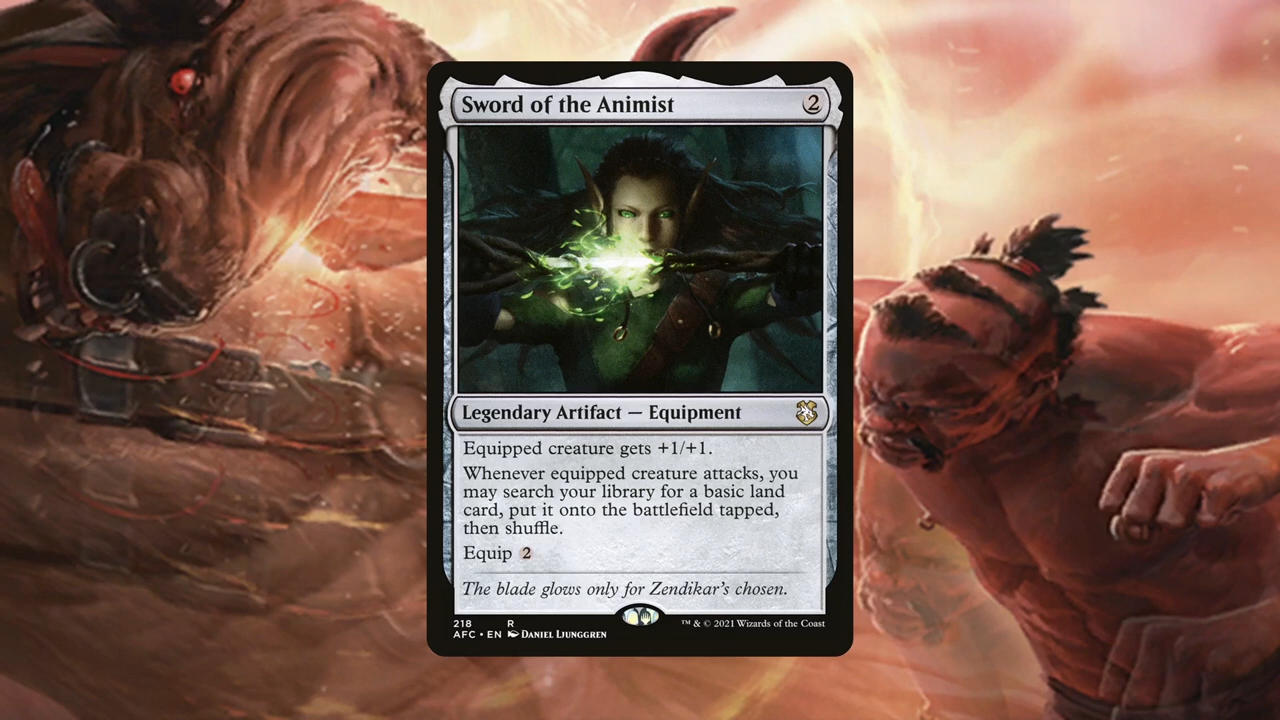 Sword of the Animist 2
Legendary Artifact — Equipment
Equipped creature gets +1/+1.
Whenever equipped creature attacks, you
may search your library for a basic land
card, put it onto the battlefield tapped,
then shuffle.
Equip 2
The blade glows only for Zendikar's chosen.
218 R
AFC • EN Daniel Ljunggren
™ & © 2021 Wizards of the Coast